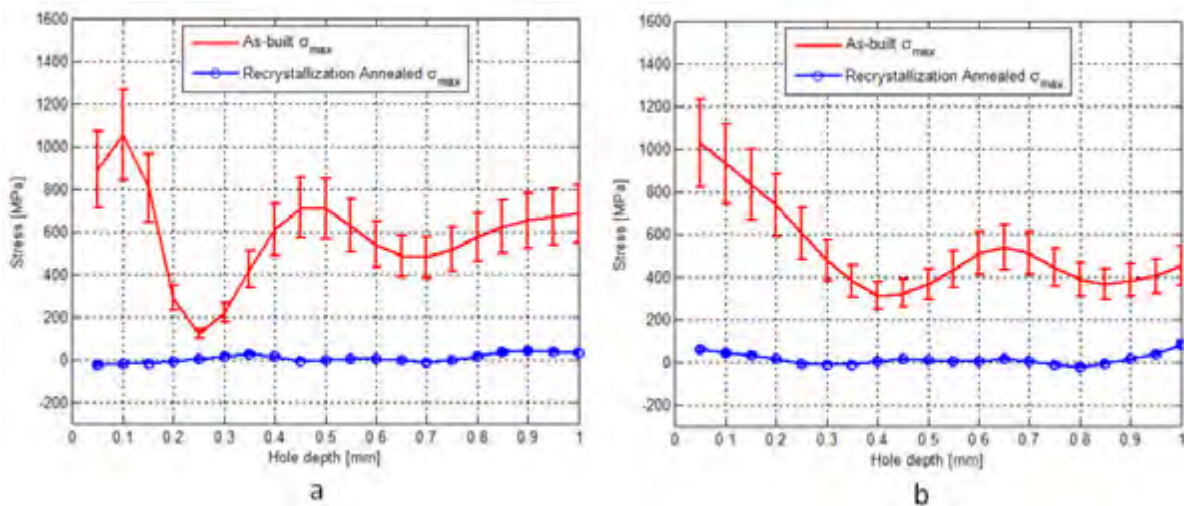 1600
1400
1200
1000
800
600
400
200
0
-200
Stress [MPa]
As-built σmax
Recrystallization Annealed σmax
0 0.1 0.2 0.3 0.4 0.5 0.6 0.7 0.8 0.9 1
Hole depth [mm]
a
1600
1400
1200
1000
800
600
400
200
0
-200
Stress [MPa]
As-built σmax
Recrystallization Annealed σmax
0 0.1 0.2 0.3 0.4 0.5 0.6 0.7 0.8 0.9 1
Hole depth [mm]
b